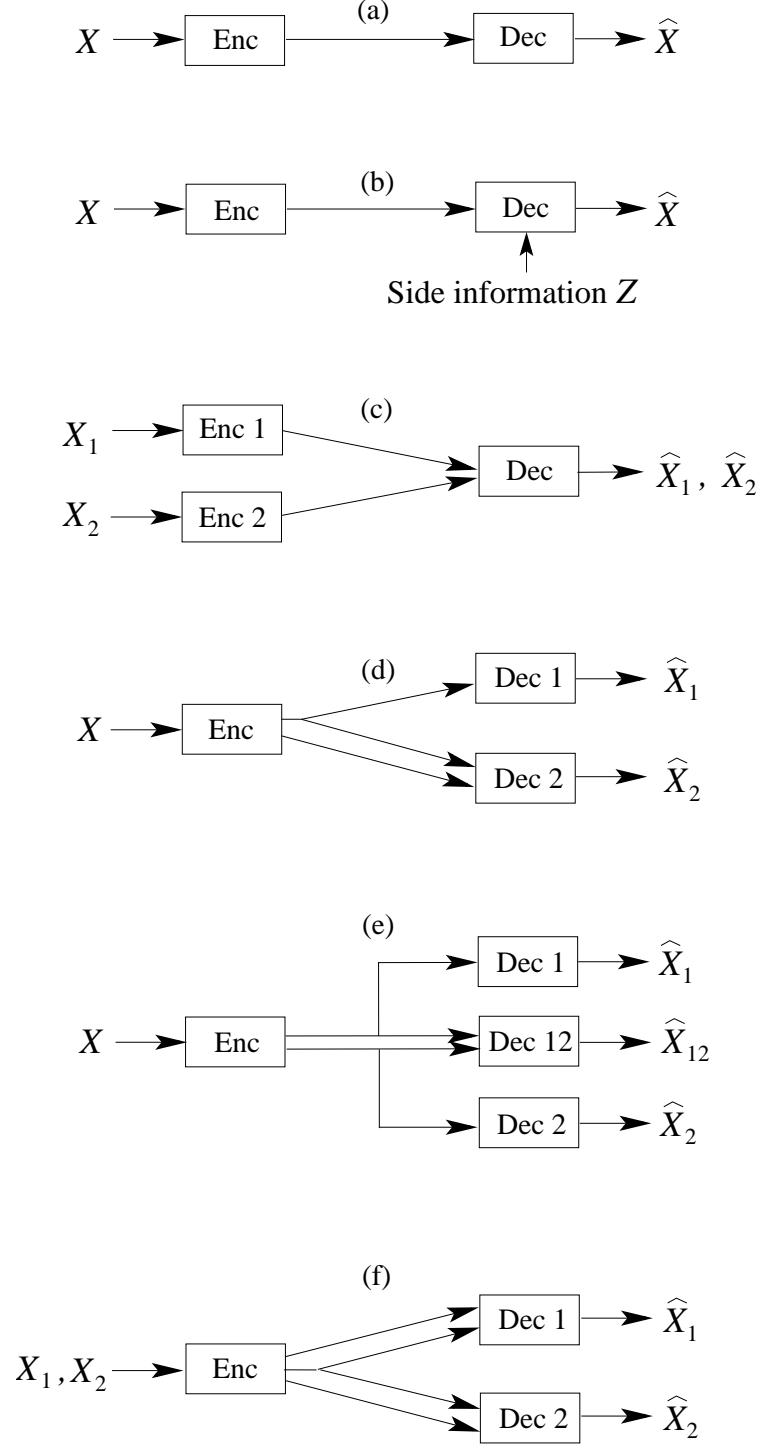 (a)
X Enc Dec X̂
(b)
X Enc Dec X̂
Side information Z
(c)
X₁ Enc 1
Dec X̂₁ , X̂₂
X₂ Enc 2
(d)
Dec 1 X̂₁
X Enc
Dec 2 X̂₂
(e)
Dec 1 X̂₁
X Enc Dec 12 X̂₁₂
Dec 2 X̂₂
(f)
Dec 1 X̂₁
X₁ , X₂ Enc
Dec 2 X̂₂